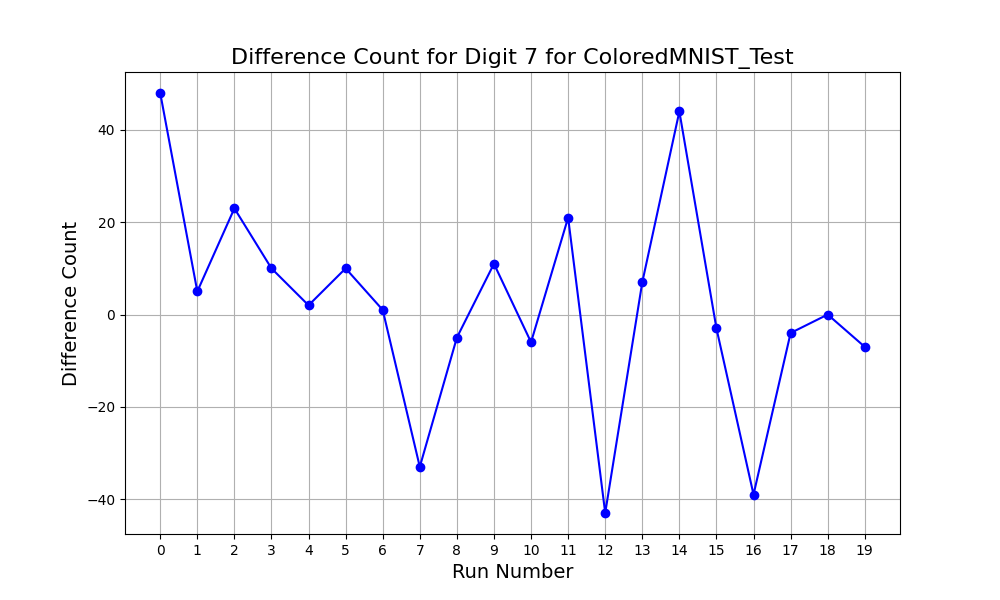 Difference Count for Digit 7 for ColoredMNIST_Test
Difference Count
40
20
0
−20
−40
0 1 2 3 4 5 6 7 8 9 10 11 12 13 14 15 16 17 18 19
Run Number